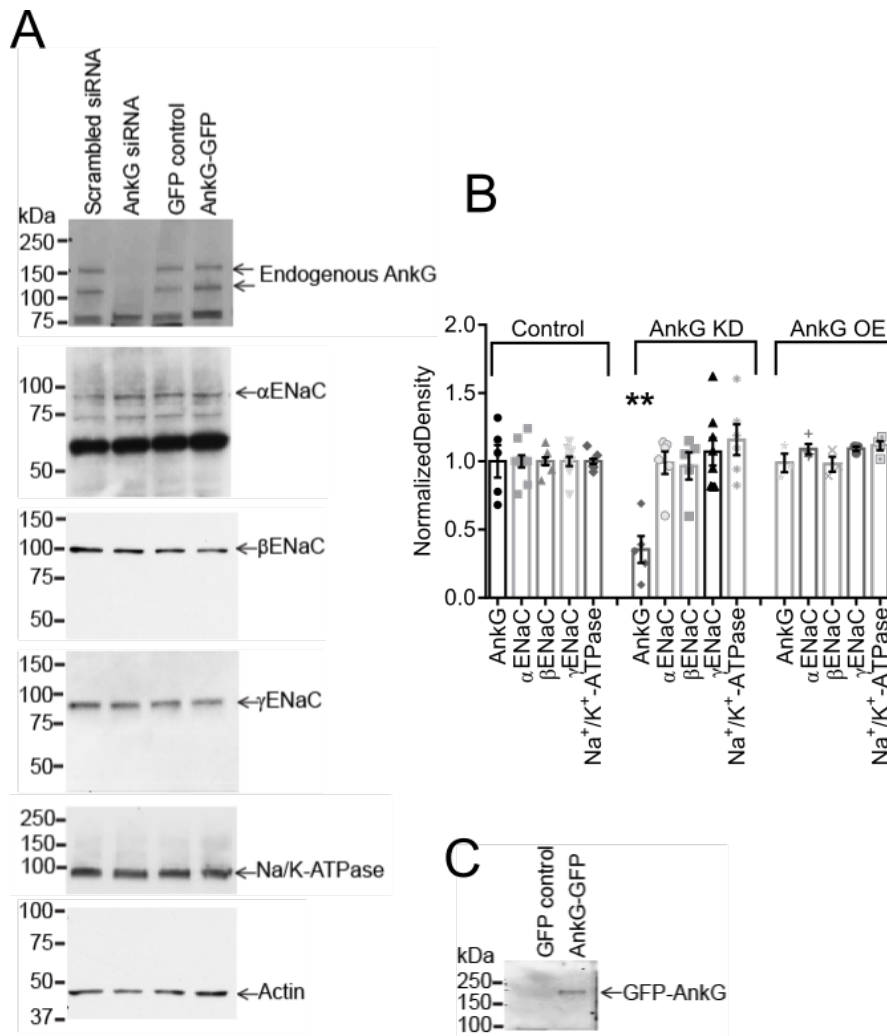 A
Scrambled siRNA
AnkG siRNA
GFP control
AnkG-GFP
kDa
250
150
100
75
Endogenous AnkG
100
75
50
αENaC
150
100
75
50
βENaC
150
100
75
50
γENaC
250
150
100
Na/K-ATPase
100
75
50
37
Actin
B
Control
AnkG KD
AnkG OE
NormalizedDensity
2.0
1.5
1.0
0.5
0.0
**
AnkG
αENaC
βENaC
γENaC
Na⁺/K⁺-ATPase
AnkG
αENaC
βENaC
γENaC
Na⁺/K⁺-ATPase
AnkG
αENaC
βENaC
γENaC
Na⁺/K⁺-ATPase
C
GFP control
AnkG-GFP
kDa
250
150
100
GFP-AnkG